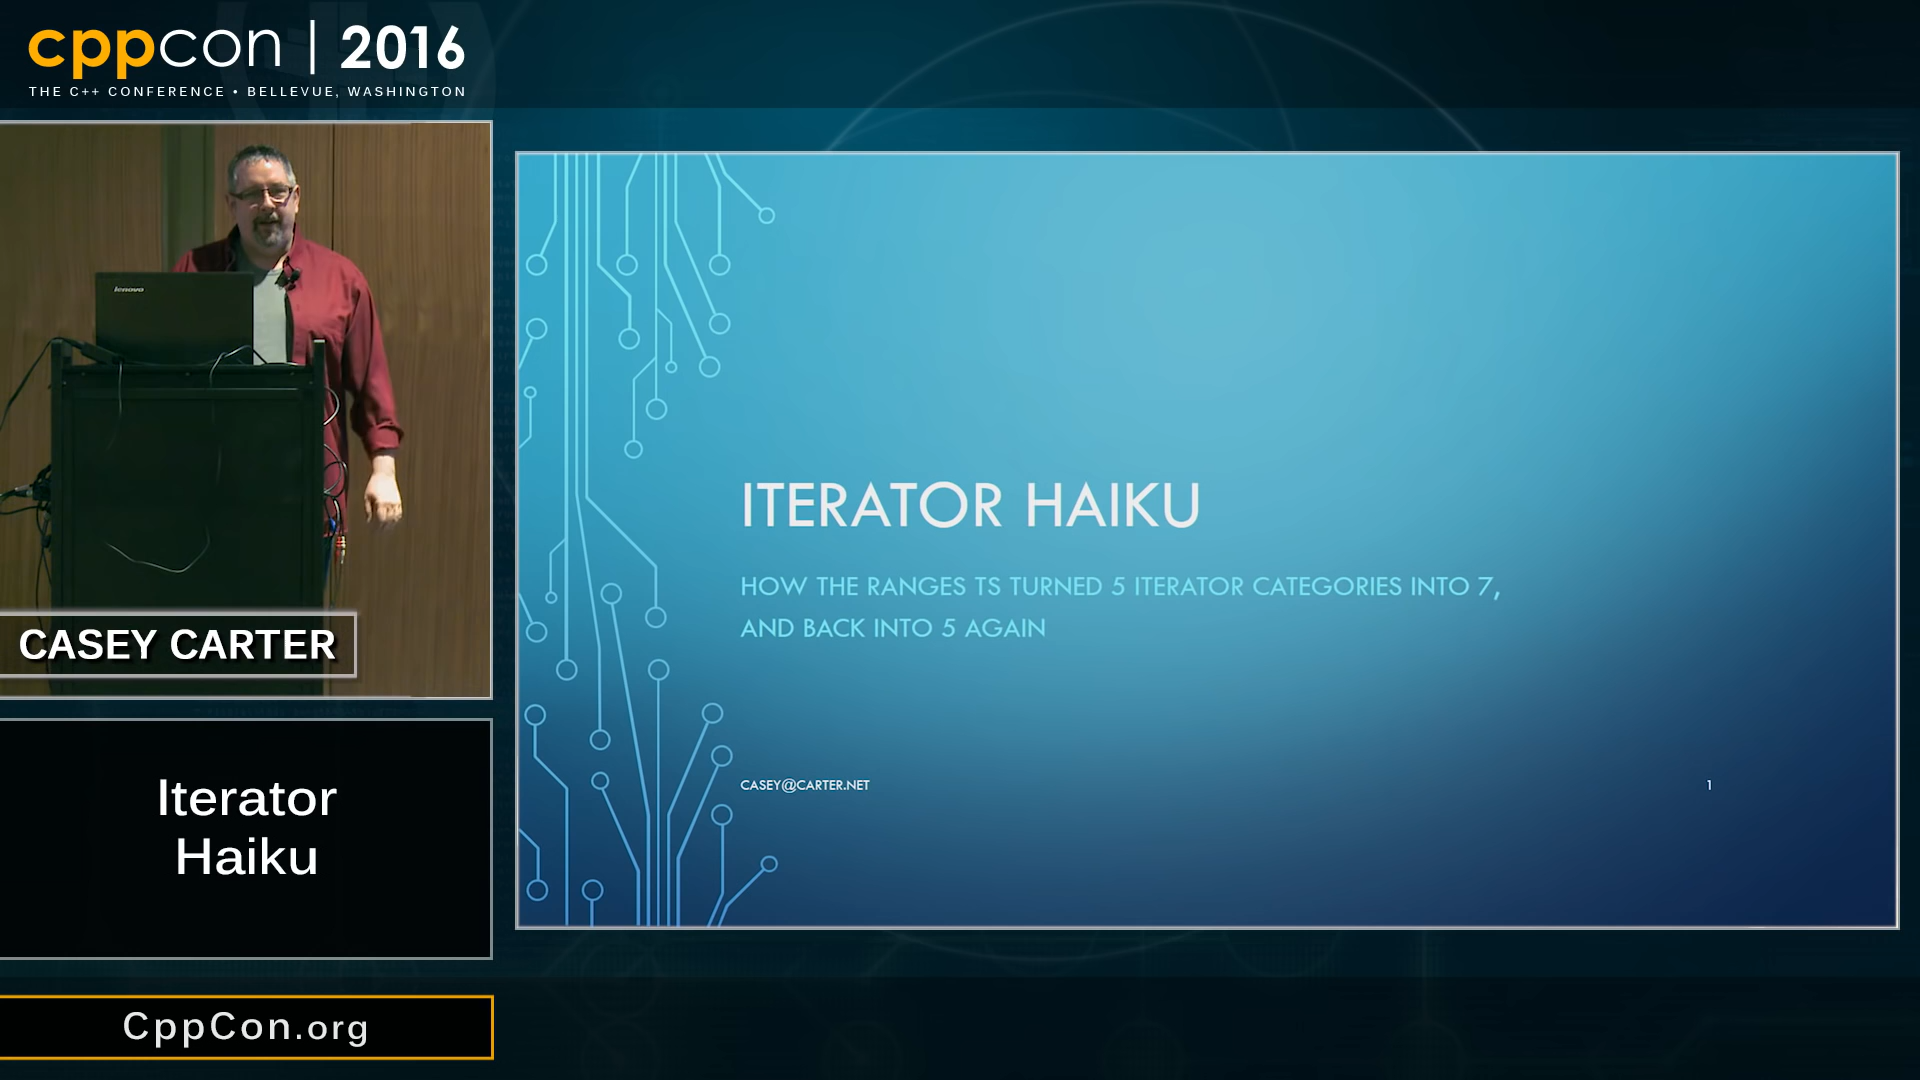 cppcon | 2016
THE C++ CONFERENCE • BELLEVUE, WASHINGTON
lenovo
CASEY CARTER
Iterator
Haiku
CppCon.org
ITERATOR HAIKU
HOW THE RANGES TS TURNED 5 ITERATOR CATEGORIES INTO 7,
AND BACK INTO 5 AGAIN
CASEY@CARTER.NET
1